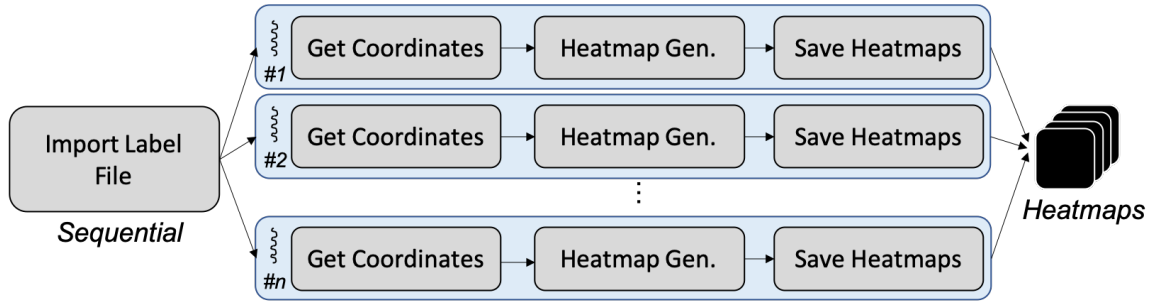 Import Label
File
Sequential
#1
Get Coordinates
Heatmap Gen.
Save Heatmaps
#2
Get Coordinates
Heatmap Gen.
Save Heatmaps
⋮
#n
Get Coordinates
Heatmap Gen.
Save Heatmaps
Heatmaps